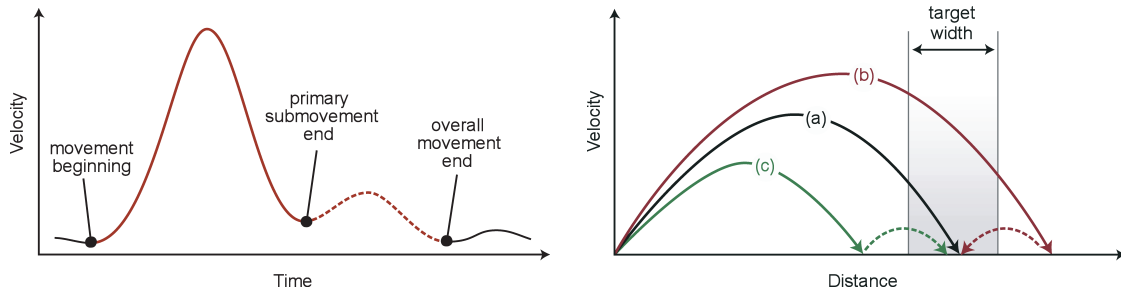 Velocity
movement
beginning
primary
submovement
end
overall
movement
end
Time
Velocity
target
width
(b)
(a)
(c)
Distance